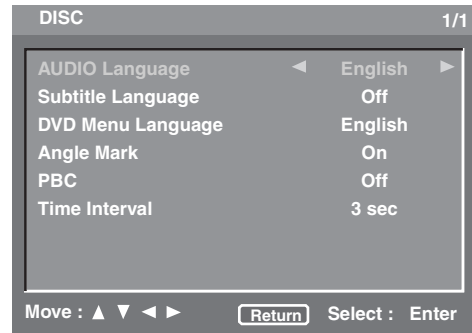 DISC 1/1
AUDIO Language ◄ English ►
Subtitle Language Off
DVD Menu Language English
Angle Mark On
PBC Off
Time Interval 3 sec
Move : ▲ ▼ ◄ ► Return Select : Enter